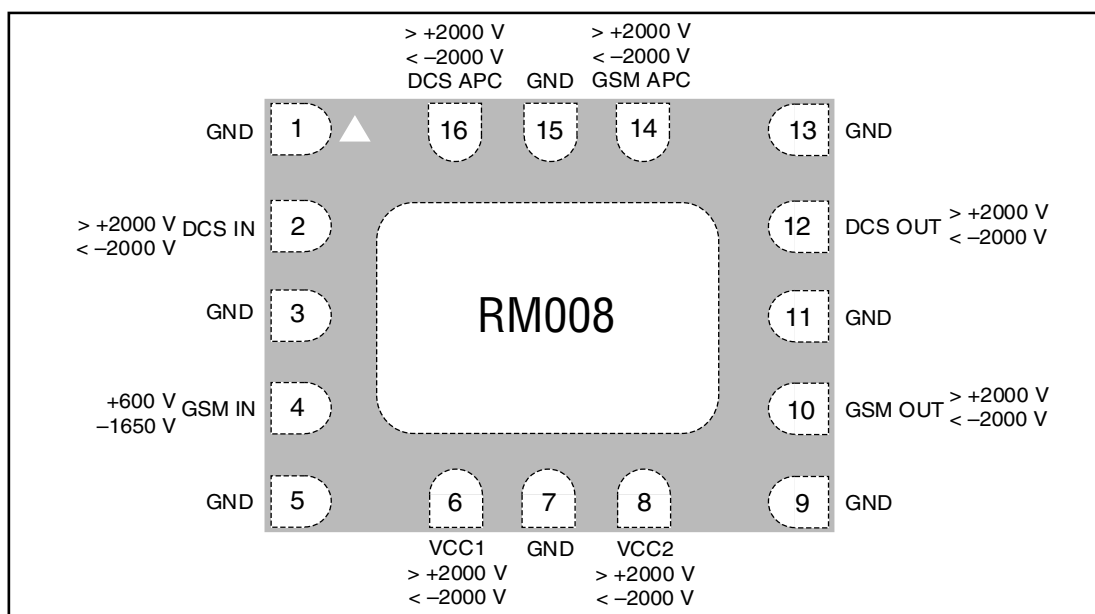 > +2000 V
< –2000 V
DCS APC
GND
> +2000 V
< –2000 V
GSM APC
GND 1
16
15
14
13 GND
> +2000 V
< –2000 V
DCS IN 2
12 DCS OUT
> +2000 V
< –2000 V
GND 3
RM008
11 GND
+600 V
–1650 V
GSM IN 4
10 GSM OUT
> +2000 V
< –2000 V
GND 5
6
7
8
9 GND
VCC1
> +2000 V
< –2000 V
GND
VCC2
> +2000 V
< –2000 V